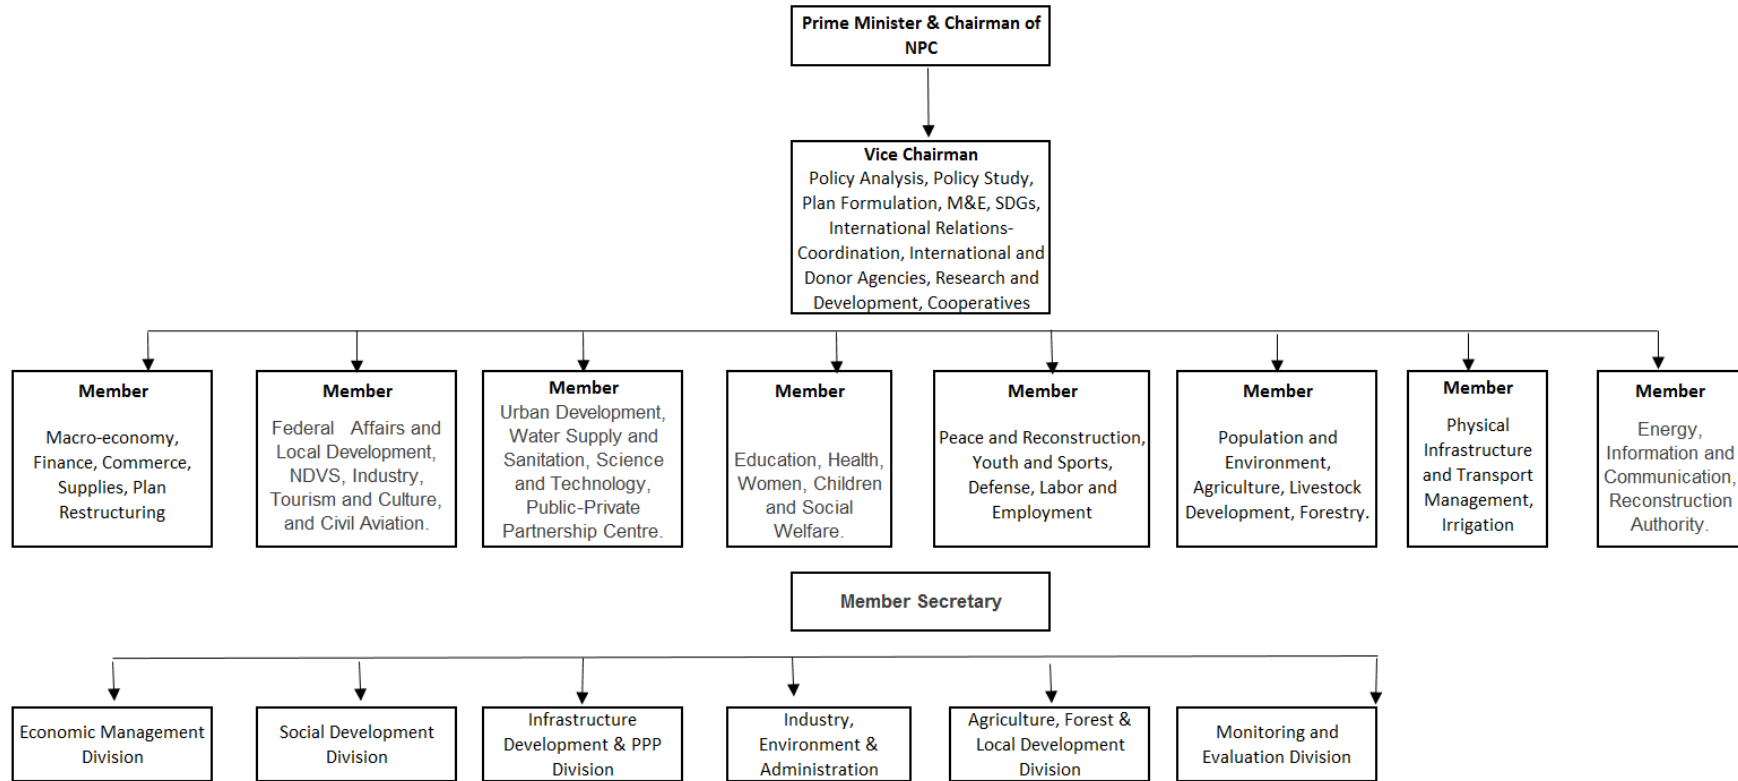 Prime Minister & Chairman of
NPC
Vice Chairman
Policy Analysis, Policy Study,
Plan Formulation, M&E, SDGs,
International Relations-
Coordination, International and
Donor Agencies, Research and
Development, Cooperatives
Member
Macro-economy,
Finance, Commerce,
Supplies, Plan
Restructuring
Member
Federal Affairs and
Local Development,
NDVS, Industry,
Tourism and Culture,
and Civil Aviation.
Member
Urban Development,
Water Supply and
Sanitation, Science
and Technology,
Public-Private
Partnership Centre.
Member
Education, Health,
Women, Children
and Social
Welfare.
Member
Peace and Reconstruction,
Youth and Sports,
Defense, Labor and
Employment
Member
Population and
Environment,
Agriculture, Livestock
Development, Forestry.
Member
Physical
Infrastructure
and Transport
Management,
Irrigation
Member
Energy,
Information and
Communication,
Reconstruction
Authority.
Member Secretary
Economic Management
Division
Social Development
Division
Infrastructure
Development & PPP
Division
Industry,
Environment &
Administration
Agriculture, Forest &
Local Development
Division
Monitoring and
Evaluation Division